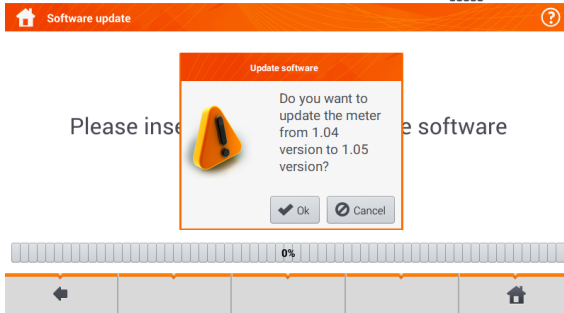 Software update
?
Update software
Do you want to
update the meter
from 1.04
version to 1.05
version?
Please
e software
Ok
Cancel
0%